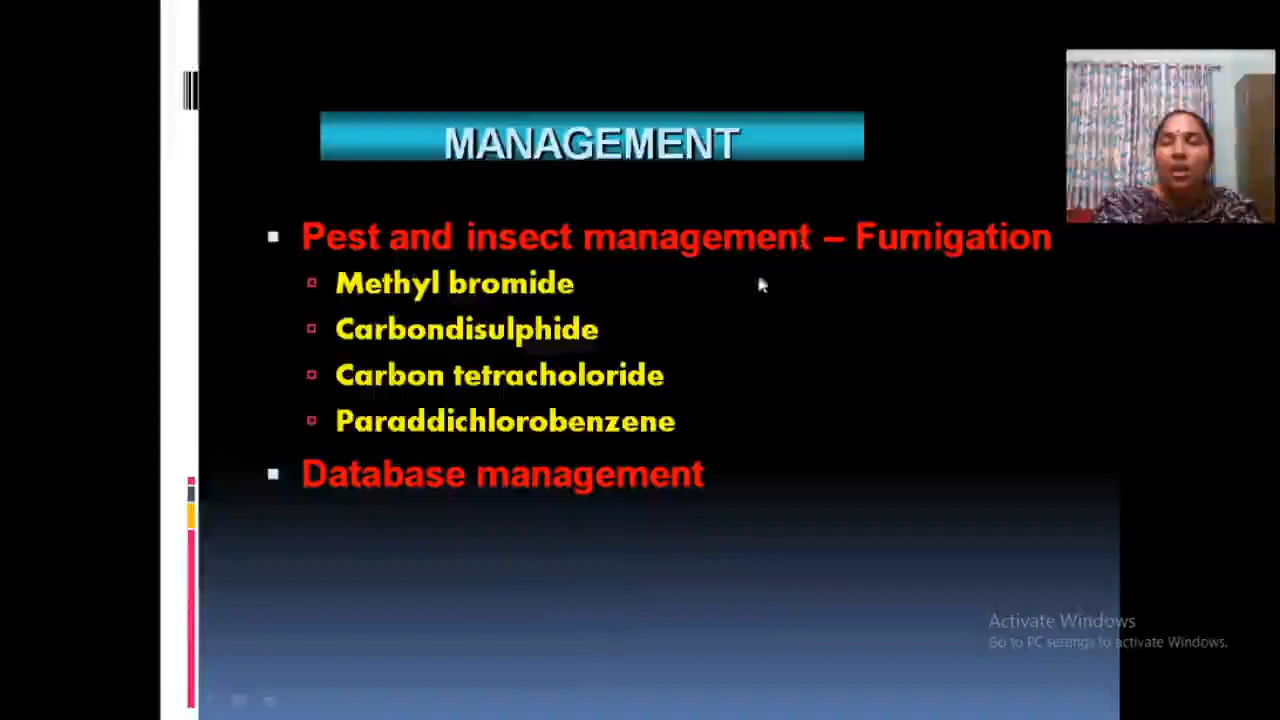 MANAGEMENT
Pest and insect management – Fumigation
Methyl bromide
Carbondisulphide
Carbon tetracholoride
Paraddichlorobenzene
Database management
Activate Windows
Go to PC settings to activate Windows.